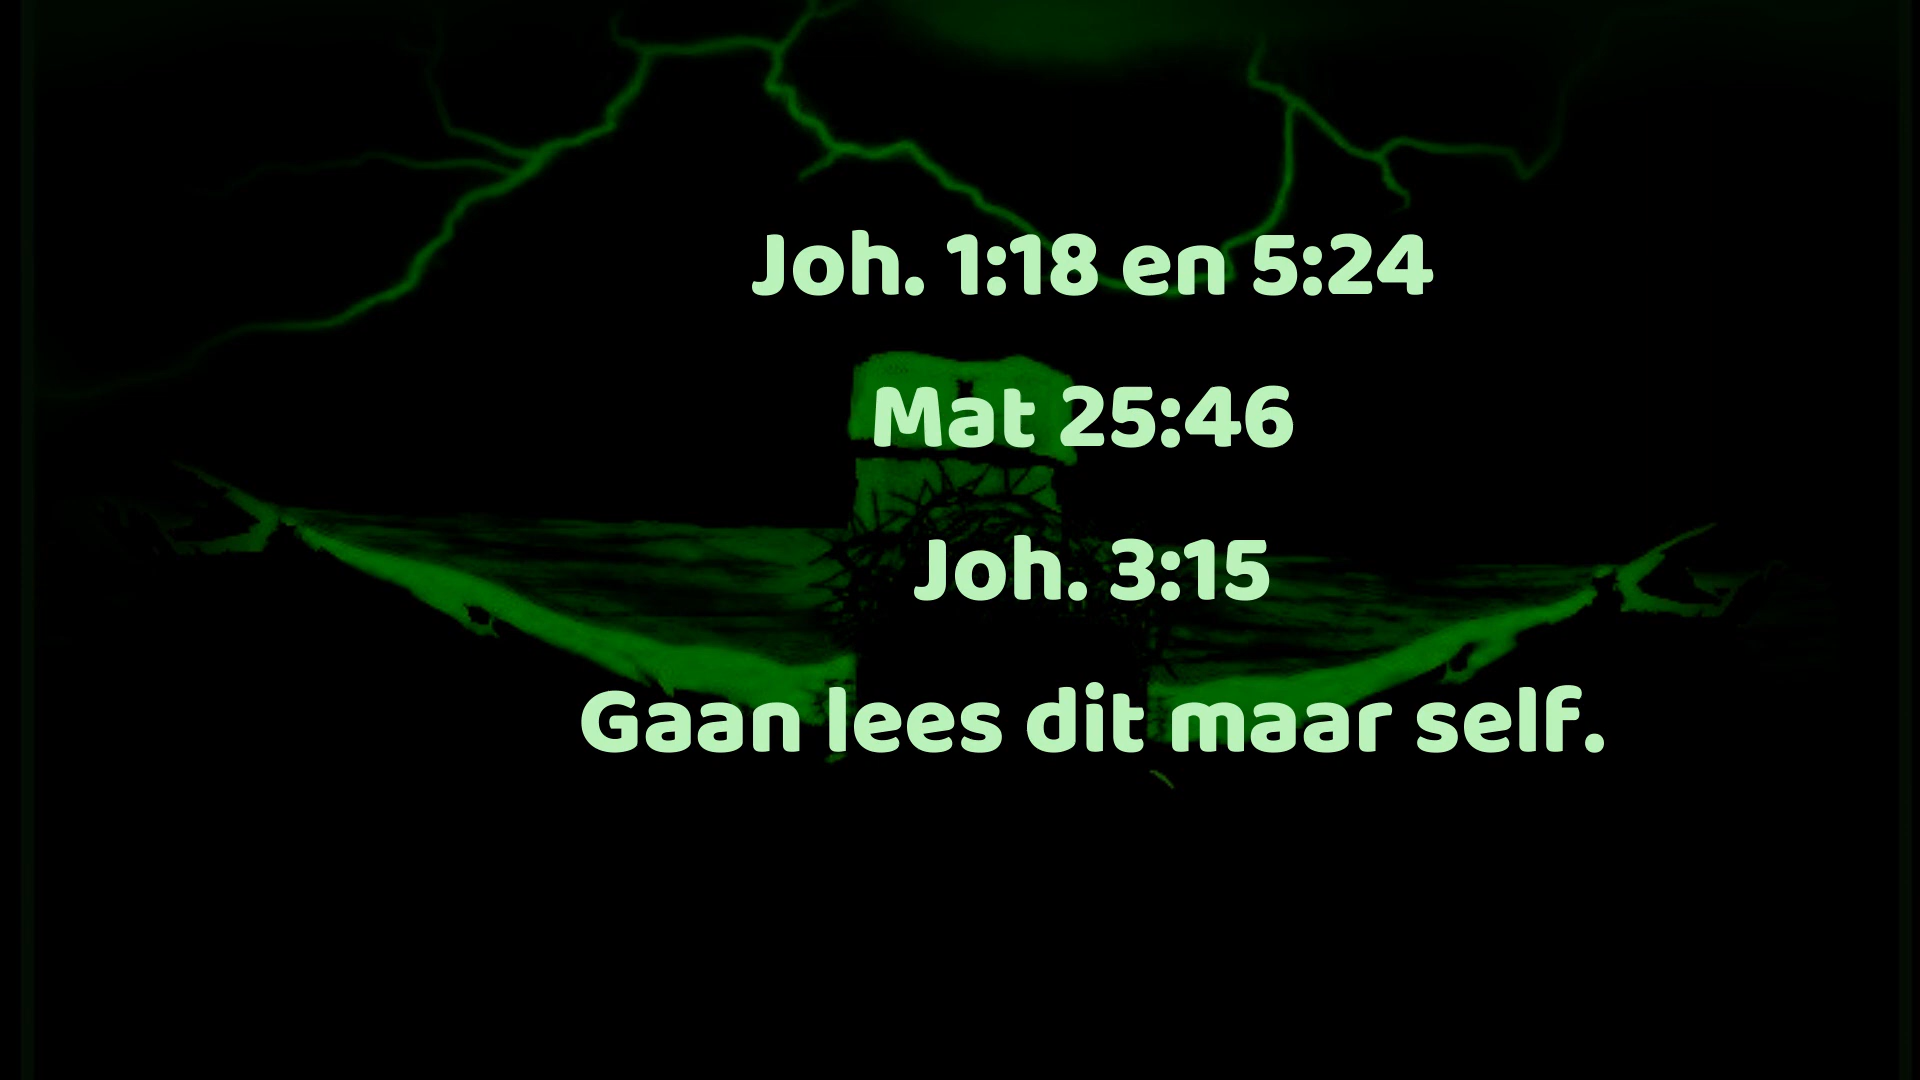 Joh. 1:18 en 5:24
Mat 25:46
Joh. 3:15
Gaan lees dit maar self.